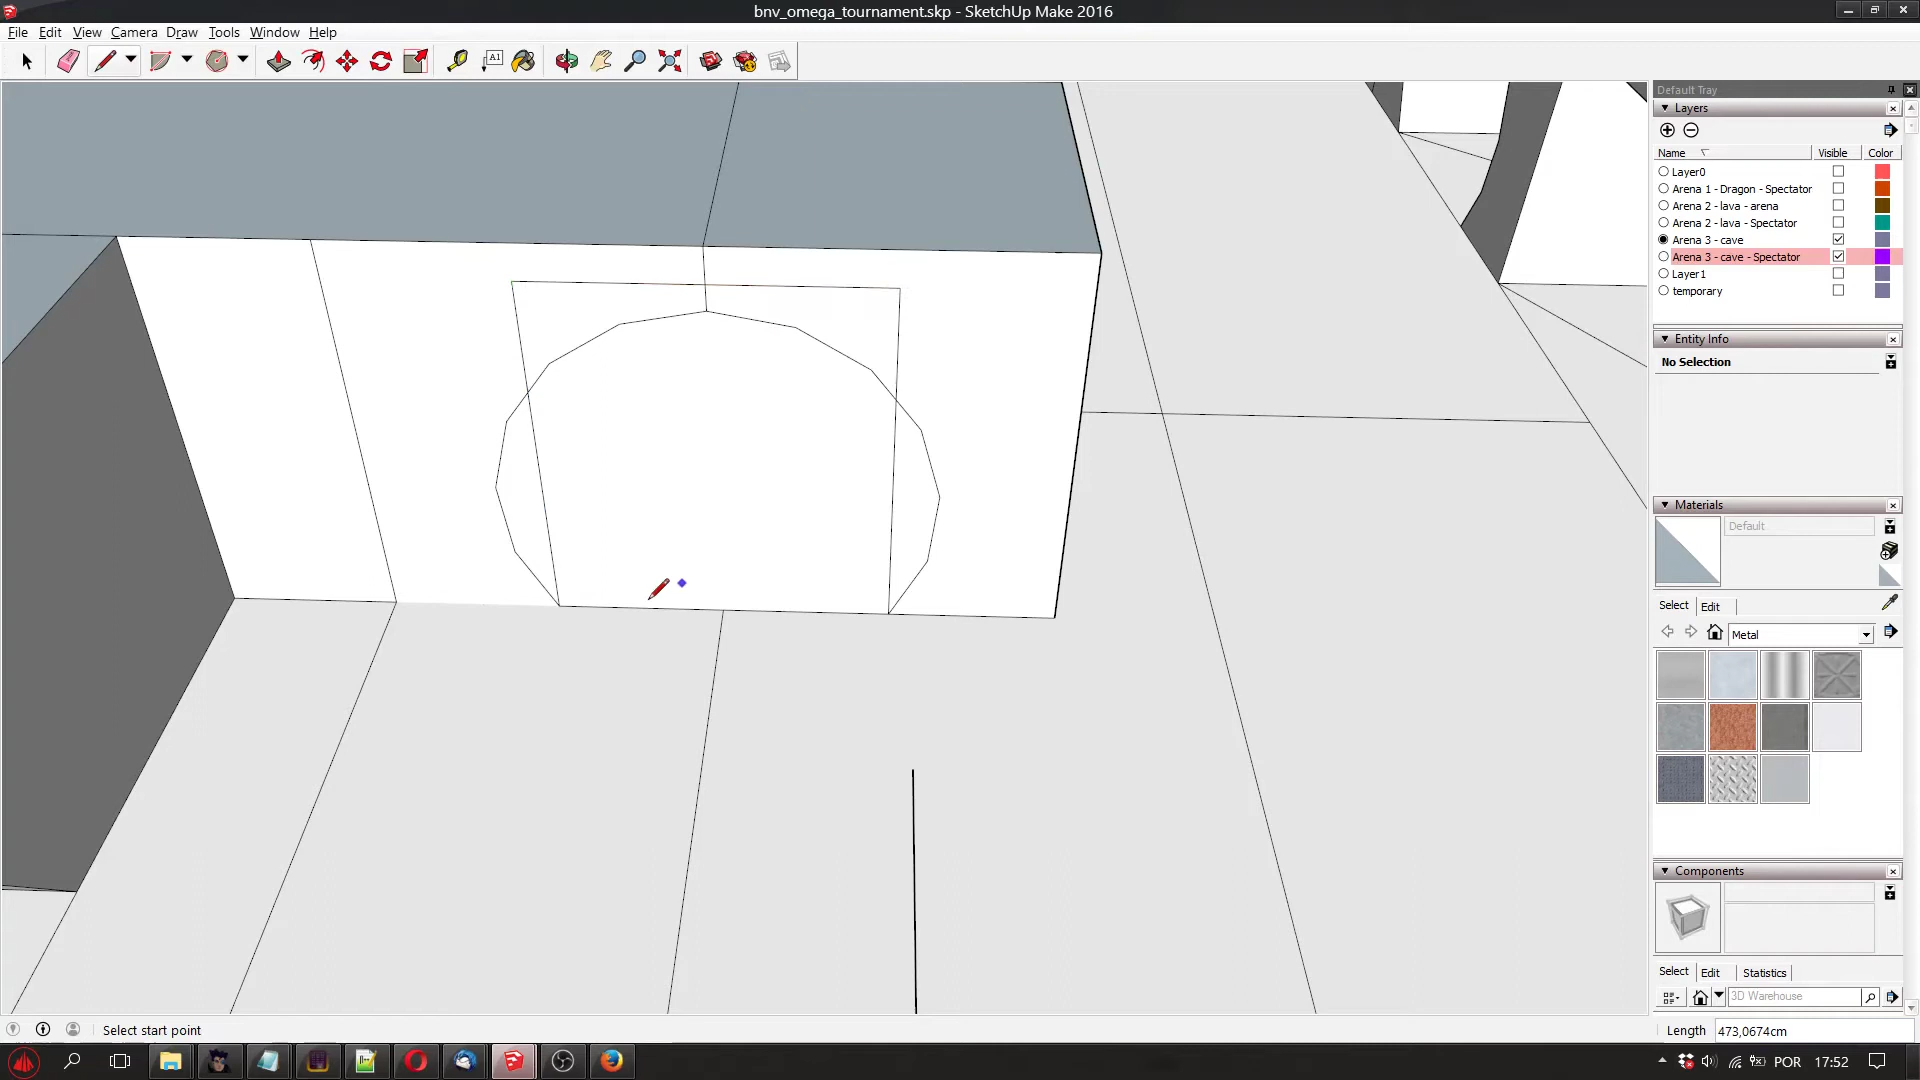 bnv_omega_tournament.skp - SketchUp Make 2016
File Edit View Camera Draw Tools Window Help
A1
Default Tray
Layers
Name Visible Color
Layer0
Arena 1 - Dragon - Spectator
Arena 2 - lava - arena
Arena 2 - lava - Spectator
Arena 3 - cave
Arena 3 - cave - Spectator
Layer1
temporary
Entity Info
No Selection
Materials
Default
Select Edit
Metal
Components
Select Edit Statistics
3D Warehouse
Select start point
Length 473,0674cm
POR 17:52